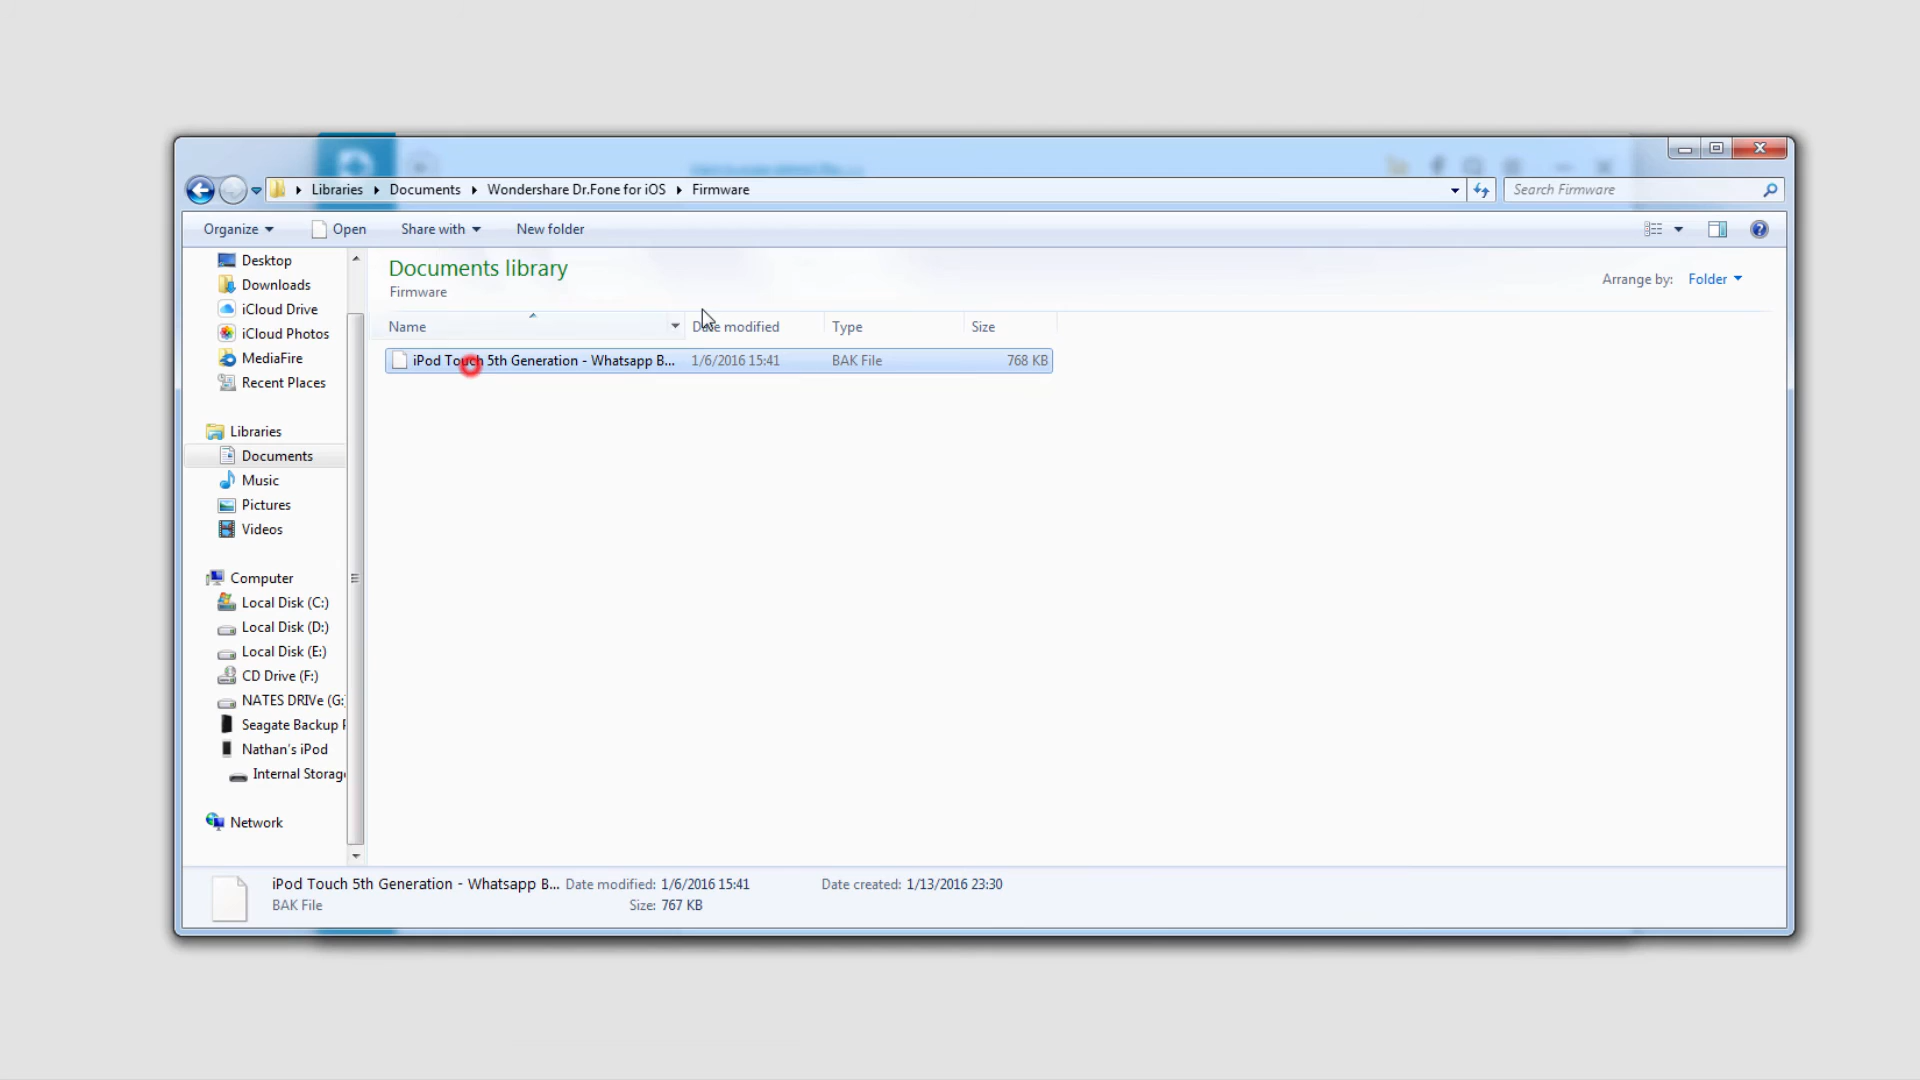 Libraries Documents Wondershare Dr.Fone for iOS Firmware Search Firmware
Organize Open Share with New folder
Documents library
Firmware
Arrange by: Folder
Name Date modified Type Size
iPod Touch 5th Generation - Whatsapp B... 1/6/2016 15:41 BAK File 768 KB
Desktop
Downloads
iCloud Drive
iCloud Photos
MediaFire
Recent Places
Libraries
Documents
Music
Pictures
Videos
Computer
Local Disk (C:)
Local Disk (D:)
Local Disk (E:)
CD Drive (F:)
NATES DRIVe (G:
Seagate Backup
Nathan's iPod
Internal Storag
Network
iPod Touch 5th Generation - Whatsapp B... Date modified: 1/6/2016 15:41 Date created: 1/13/2016 23:30
BAK File Size: 767 KB